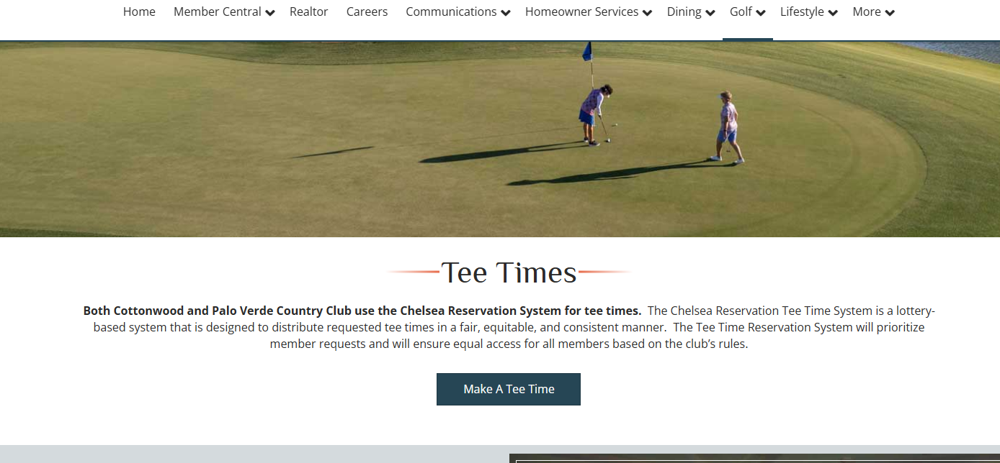 Home Member Central Realtor Careers Communications Homeowner Services Dining Golf Lifestyle More
Tee Times
Both Cottonwood and Palo Verde Country Club use the Chelsea Reservation System for tee times.  The Chelsea Reservation Tee Time System is a lottery-
based system that is designed to distribute requested tee times in a fair, equitable, and consistent manner.  The Tee Time Reservation System will prioritize
member requests and will ensure equal access for all members based on the club’s rules.
Make A Tee Time